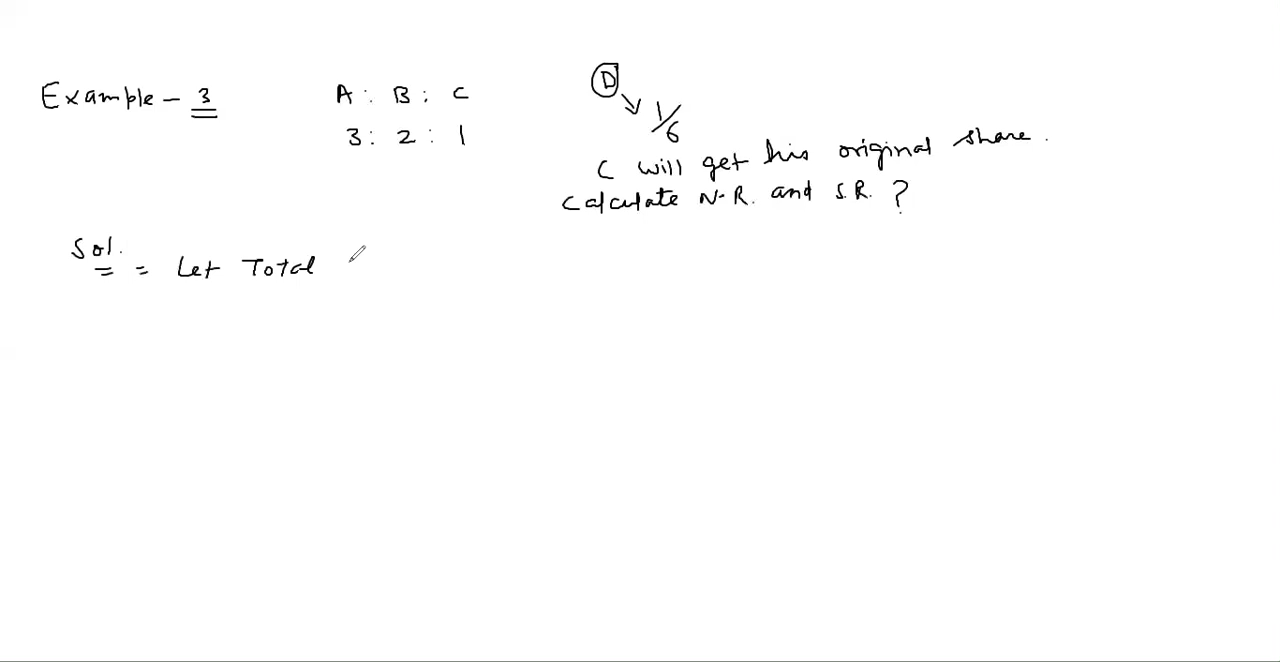 Example - 3
A : B : C
3 : 2 : 1
D
1/6
C will get his original share.
Calculate N.R. and S.R. ?
Sol.
= Let Total